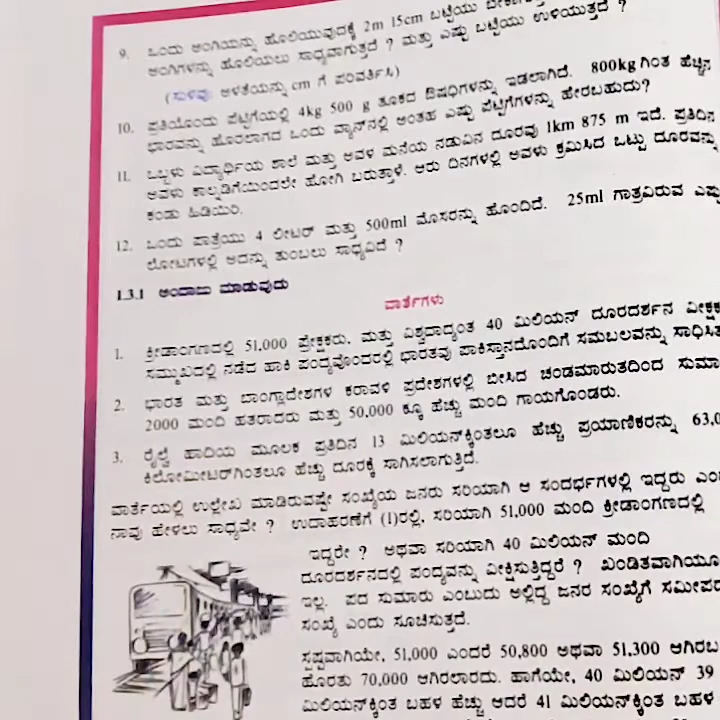 9. ಒಂದು ಅಂಗಿಯನ್ನು ಹೊಲಿಯುವುದಕ್ಕೆ 2m 15cm ಬಟ್ಟೆಯು
ಅಂಗಿಗಳನ್ನು ಹೊಲಿಯಲು ಸಾಧ್ಯವಾಗುತ್ತದೆ ? ಮತ್ತು ಎಷ್ಟು ಬಟ್ಟೆಯು ಉಳಿಯುತ್ತದೆ ?
(ಸುಳಿವು: ಅಳತೆಯನ್ನು cm ಗೆ ಪರಿವರ್ತಿಸಿ)
10. ಪ್ರತಿಯೊಂದು ಪೆಟ್ಟಿಗೆಯಲ್ಲಿ 4kg 500 g ತೂಕದ ಔಷಧಿಗಳನ್ನು ಇಡಲಾಗಿದೆ. 800kg ಗಿಂತ ಹೆಚ್ಚಿನ
ಭಾರವನ್ನು ಹೊರಲಾಗದ ಒಂದು ವ್ಯಾನ್‌ನಲ್ಲಿ ಅಂತಹ ಎಷ್ಟು ಪೆಟ್ಟಿಗೆಗಳನ್ನು ಹೇರಬಹುದು?
11. ಒಬ್ಬಳು ವಿದ್ಯಾರ್ಥಿಯ ಶಾಲೆ ಮತ್ತು ಅವಳ ಮನೆಯ ನಡುವಿನ ದೂರವು 1km 875 m ಇದೆ. ಪ್ರತಿದಿನ
ಅವಳು ಕಾಲ್ನಡಿಗೆಯಿಂದಲೇ ಹೋಗಿ ಬರುತ್ತಾಳೆ. ಆರು ದಿನಗಳಲ್ಲಿ ಅವಳು ಕ್ರಮಿಸಿದ ಒಟ್ಟು ದೂರವನ್ನು
ಕಂಡು ಹಿಡಿಯಿರಿ.
12. ಒಂದು ಪಾತ್ರೆಯು 4 ಲೀಟರ್ ಮತ್ತು 500ml ಮೊಸರನ್ನು ಹೊಂದಿದೆ. 25ml ಗಾತ್ರವಿರುವ ಎಷ್ಟು
ಲೋಟಗಳಲ್ಲಿ ಅದನ್ನು ತುಂಬಲು ಸಾಧ್ಯವಿದೆ ?
1.3.1 ಅಂದಾಜು ಮಾಡುವುದು
ವಾರ್ತೆಗಳು
1. ಕ್ರೀಡಾಂಗಣದಲ್ಲಿ 51,000 ಪ್ರೇಕ್ಷಕರು, ಮತ್ತು ವಿಶ್ವದಾದ್ಯಂತ 40 ಮಿಲಿಯನ್ ದೂರದರ್ಶನ ವೀಕ್ಷಕ
ಸಮ್ಮುಖದಲ್ಲಿ ನಡೆದ ಹಾಕಿ ಪಂದ್ಯವೊಂದರಲ್ಲಿ ಭಾರತವು ಪಾಕಿಸ್ತಾನದೊಂದಿಗೆ ಸಮಬಲವನ್ನು ಸಾಧಿಸಿತ
2. ಭಾರತ ಮತ್ತು ಬಾಂಗ್ಲಾದೇಶಗಳ ಕರಾವಳಿ ಪ್ರದೇಶಗಳಲ್ಲಿ ಬೀಸಿದ ಚಂಡಮಾರುತದಿಂದ ಸುಮಾ
2000 ಮಂದಿ ಹತರಾದರು ಮತ್ತು 50,000 ಕ್ಕೂ ಹೆಚ್ಚು ಮಂದಿ ಗಾಯಗೊಂಡರು.
3. ರೈಲ್ವೆ ಹಾದಿಯ ಮೂಲಕ ಪ್ರತಿದಿನ 13 ಮಿಲಿಯನ್‌ಕ್ಕಿಂತಲೂ ಹೆಚ್ಚು ಪ್ರಯಾಣಿಕರನ್ನು 63,0
ಕಿಲೋಮೀಟರ್‌ಗಿಂತಲೂ ಹೆಚ್ಚು ದೂರಕ್ಕೆ ಸಾಗಿಸಲಾಗುತ್ತಿದೆ.
ವಾರ್ತೆಯಲ್ಲಿ ಉಲ್ಲೇಖ ಮಾಡಿರುವಷ್ಟೇ ಸಂಖ್ಯೆಯ ಜನರು ಸರಿಯಾಗಿ ಆ ಸಂದರ್ಭಗಳಲ್ಲಿ ಇದ್ದರು ಎಂದ
ನಾವು ಹೇಳಲು ಸಾಧ್ಯವೇ ? ಉದಾಹರಣೆಗೆ (1)ರಲ್ಲಿ, ಸರಿಯಾಗಿ 51,000 ಮಂದಿ ಕ್ರೀಡಾಂಗಣದಲ್ಲಿ
ಇದ್ದರೇ ? ಅಥವಾ ಸರಿಯಾಗಿ 40 ಮಿಲಿಯನ್ ಮಂದಿ
ದೂರದರ್ಶನದಲ್ಲಿ ಪಂದ್ಯವನ್ನು ವೀಕ್ಷಿಸುತ್ತಿದ್ದರೆ ? ಖಂಡಿತವಾಗಿಯೂ
ಇಲ್ಲ. ಪದ ಸುಮಾರು ಎಂಬುದು ಅಲ್ಲಿದ್ದ ಜನರ ಸಂಖ್ಯೆಗೆ ಸಮೀಪದ
ಸಂಖ್ಯೆ ಎಂದು ಸೂಚಿಸುತ್ತದೆ.
ಸ್ಪಷ್ಟವಾಗಿಯೇ, 51,000 ಎಂದರೆ 50,800 ಅಥವಾ 51,300 ಆಗಿರಬ
ಹೊರತು 70,000 ಆಗಿರಲಾರದು. ಹಾಗೆಯೇ, 40 ಮಿಲಿಯನ್ 39
ಮಿಲಿಯನ್‌ಕ್ಕಿಂತ ಬಹಳ ಹೆಚ್ಚು ಆದರೆ 41 ಮಿಲಿಯನ್‌ಕ್ಕಿಂತ ಬಹಳ